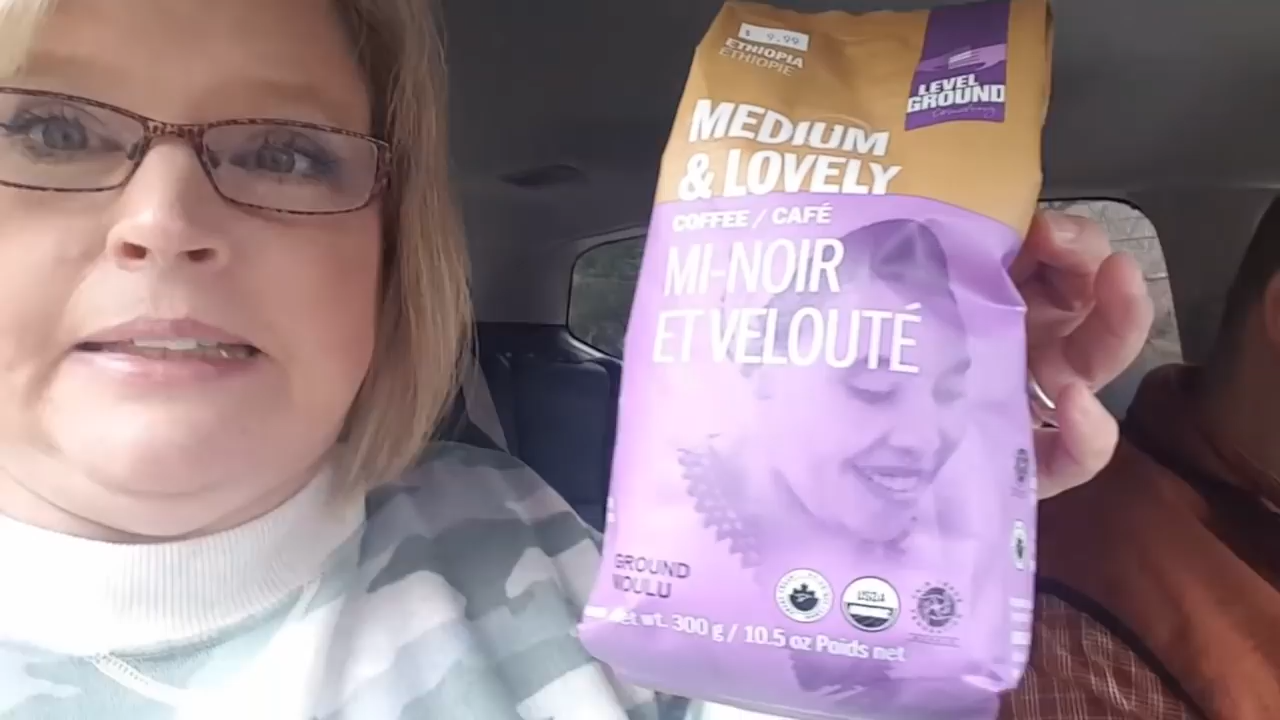 $ 9.99
ETHIOPIA
ETHIOPIE
LEVEL
GROUND
MEDIUM
& LOVELY
COFFEE / CAFÉ
MI-NOIR
ET VELOUTÉ
GROUND
MOULU
USDA
Net wt. 300 g / 10.5 oz Poids net